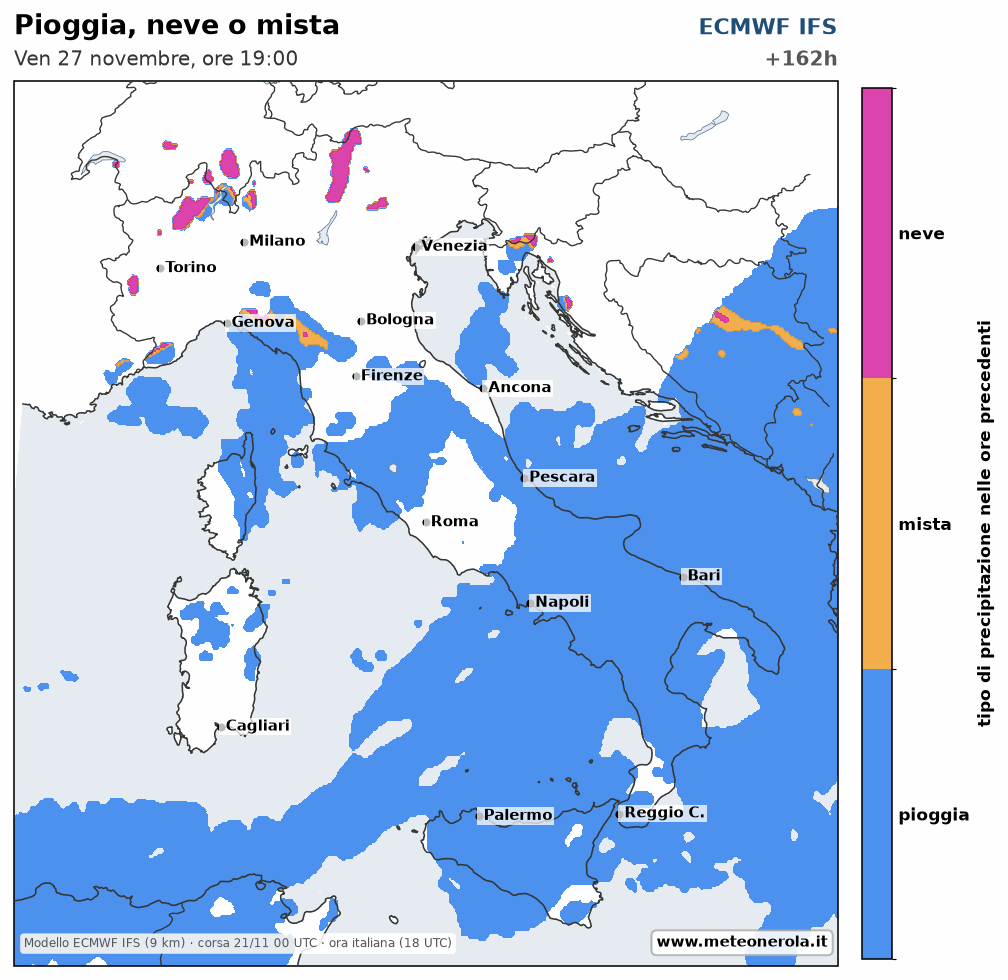 Pioggia, neve o mista
ECMWF IFS
Ven 27 novembre, ore 19:00
+162h
Milano
Venezia
Torino
Genova
Bologna
Firenze
Ancona
Pescara
Roma
Bari
Napoli
Cagliari
Palermo
Reggio C.
neve
mista
pioggia
tipo di precipitazione nelle ore precedenti
Modello ECMWF IFS (9 km) · corsa 21/11 00 UTC · ora italiana (18 UTC)
www.meteonerola.it